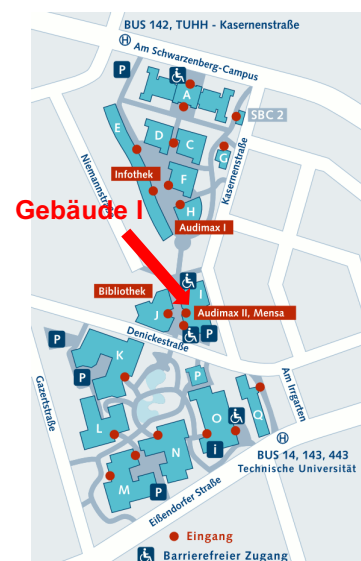 BUS 142, TUHH - Kasernenstraße
H
Am Schwarzenberg-Campus
P
A
SBC 2
E
D
C
G
Kasernenstraße
Niemannstraße
Infothek
F
H
Gebäude I
Audimax I
Bibliothek
I
J
Audimax II, Mensa
P
Denickestraße
P
K
P
Gazertstraße
P
Am Irrgarten
L
O
Q
H
N
i
BUS 14, 143, 443
Technische Universität
M
P
Eißendorfer Straße
Eingang
Barrierefreier Zugang